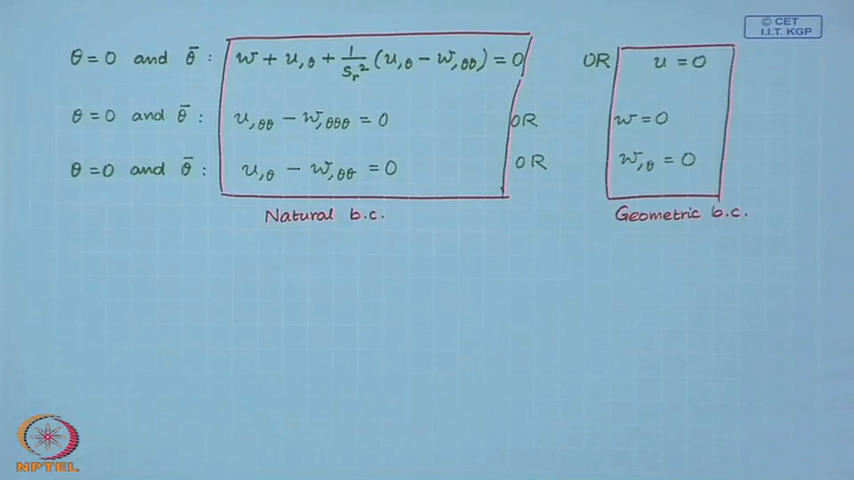 © CET
I.I.T. KGP
θ = 0 and θ̄ : w + u,θ + 1/Sr² (u,θ − w,θθ) = 0 OR u = 0
θ = 0 and θ̄ : u,θθ − w,θθθ = 0 OR w = 0
θ = 0 and θ̄ : u,θ − w,θθ = 0 OR w,θ = 0
Natural b.c. Geometric b.c.
NPTEL